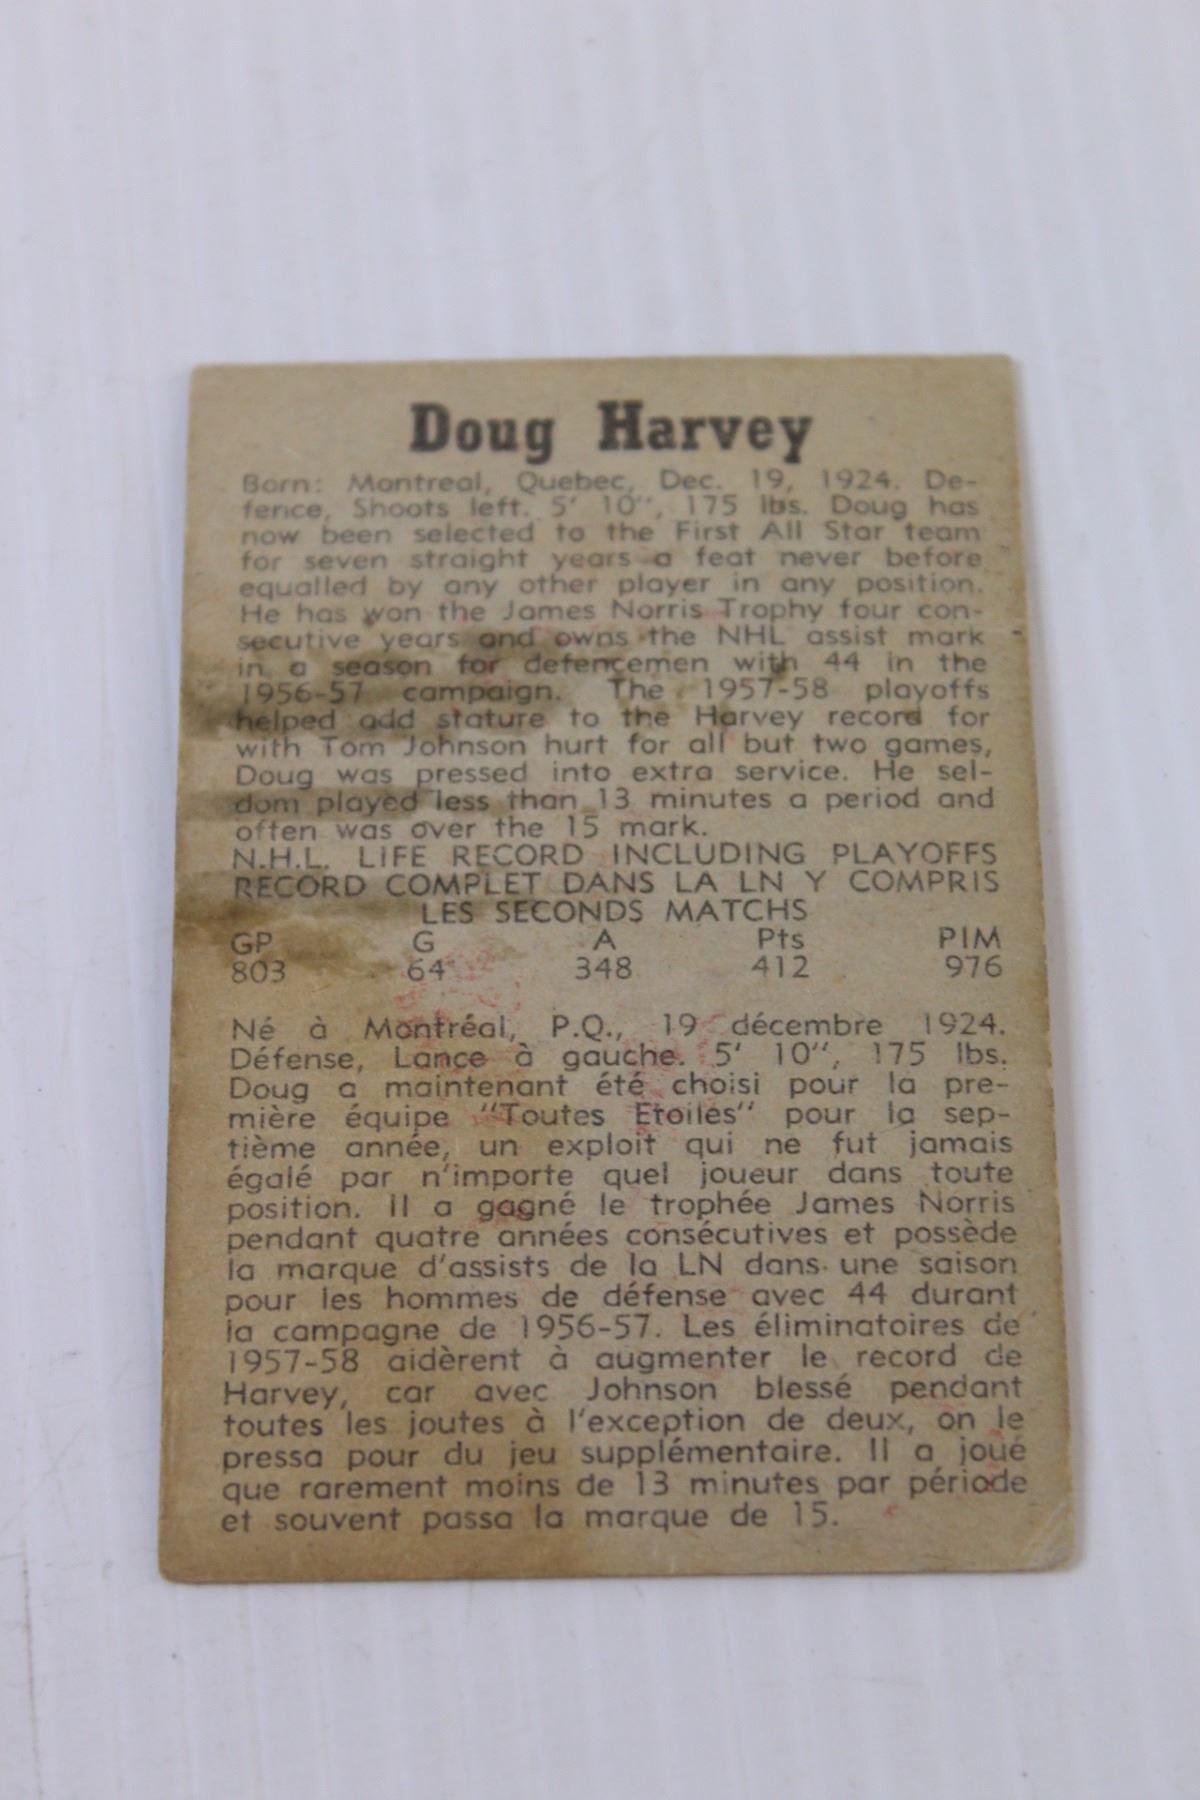 Doug Harvey
Born: Montreal, Quebec, Dec. 19, 1924. De-
fence, Shoots left. 5' 10", 175 lbs. Doug has
now been selected to the First All Star team
for seven straight years a feat never before
equalled by any other player in any position.
He has won the James Norris Trophy four con-
secutive years and owns the NHL assist mark
in a season for defencemen with 44 in the
1956-57 campaign. The 1957-58 playoffs
helped add stature to the Harvey record for
with Tom Johnson hurt for all but two games,
Doug was pressed into extra service. He sel-
dom played less than 13 minutes a period and
often was over the 15 mark.
N.H.L. LIFE RECORD INCLUDING PLAYOFFS
RECORD COMPLET DANS LA LN Y COMPRIS
LES SECONDS MATCHS
GP G A Pts PIM
803 64 348 412 976
Né à Montréal, P.Q., 19 décembre 1924.
Défense, Lance à gauche. 5' 10", 175 lbs.
Doug a maintenant été choisi pour la pre-
mière équipe "Toutes Etoiles" pour la sep-
tième année, un exploit qui ne fut jamais
égalé par n'importe quel joueur dans toute
position. Il a gagné le trophée James Norris
pendant quatre années consécutives et possède
la marque d'assists de la LN dans une saison
pour les hommes de défense avec 44 durant
la campagne de 1956-57. Les éliminatoires de
1957-58 aidèrent à augmenter le record de
Harvey, car avec Johnson blessé pendant
toutes les joutes à l'exception de deux, on le
pressa pour du jeu supplémentaire. Il a joué
que rarement moins de 13 minutes par période
et souvent passa la marque de 15.